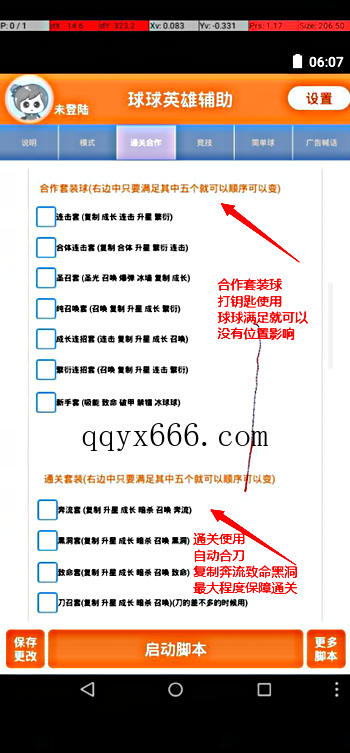 P: 0 / 1 dX: -14.6 dY: 323.2 Xv: 0.083 Yv: -0.331 Prs: 1.17 Size: 206.50
06:07
未登陆 球球英雄辅助 设置
说明 模式 通关合作 竞技 简单球 广告喊话
合作套装球(右边中只要满足其中五个就可以顺序可以变)
连击套 (复制 成长 连击 升星 繁衍)
合体连击套 (复制 合体 升星 繁衍 连击)
圣召套 (圣光 召唤 爆弹 冰墙 复制 成长)
纯召唤套 (召唤 复制 升星 成长 繁衍)
成长连招套 (连击 复制 升星 成长 召唤)
繁衍连招套 (召唤 复制 升星 连击 繁衍)
新手套 (吸能 致命 破甲 禁锢 冰球球)
合作套装球
打钥匙使用
球球满足就可以
没有位置影响
qqyx666.com
通关套装(右边中只要满足其中五个就可以顺序可以变)
奔流套 (复制 升星 成长 暗杀 召唤 奔流)
黑洞套(复制 升星 成长 暗杀 召唤 黑洞)
致命套(复制 升星 成长 暗杀 召唤 致命)
刀召套(复制 升星 成长 暗杀 召唤)(刀的差不多的时候用)
通关使用
自动合刀
复制奔流致命黑洞
最大程度保障通关
保存
更改
启动脚本
更多
脚本